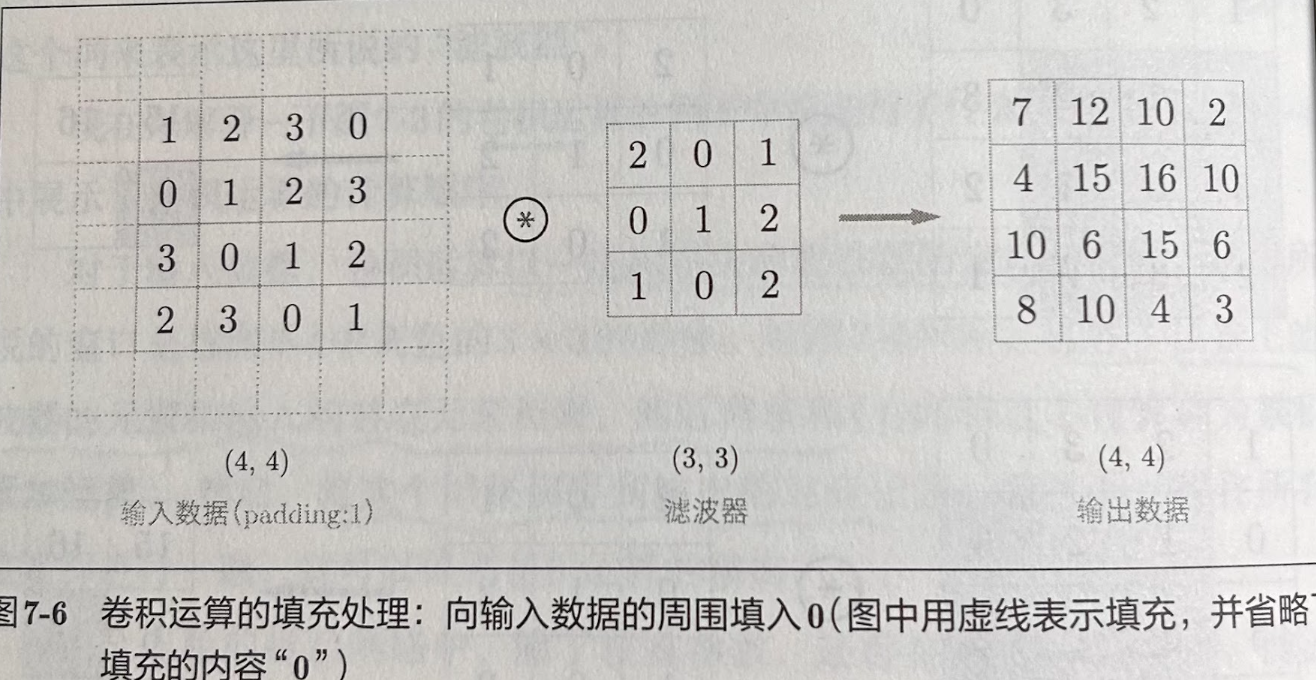 1 2 3 0
0 1 2 3
3 0 1 2
2 3 0 1
(4, 4)
输入数据(padding:1)
*
2 0 1
0 1 2
1 0 2
(3, 3)
滤波器
7 12 10 2
4 15 16 10
10 6 15 6
8 10 4 3
(4, 4)
输出数据
图7-6 卷积运算的填充处理：向输入数据的周围填入0(图中用虚线表示填充，并省略了
填充的内容“0”)